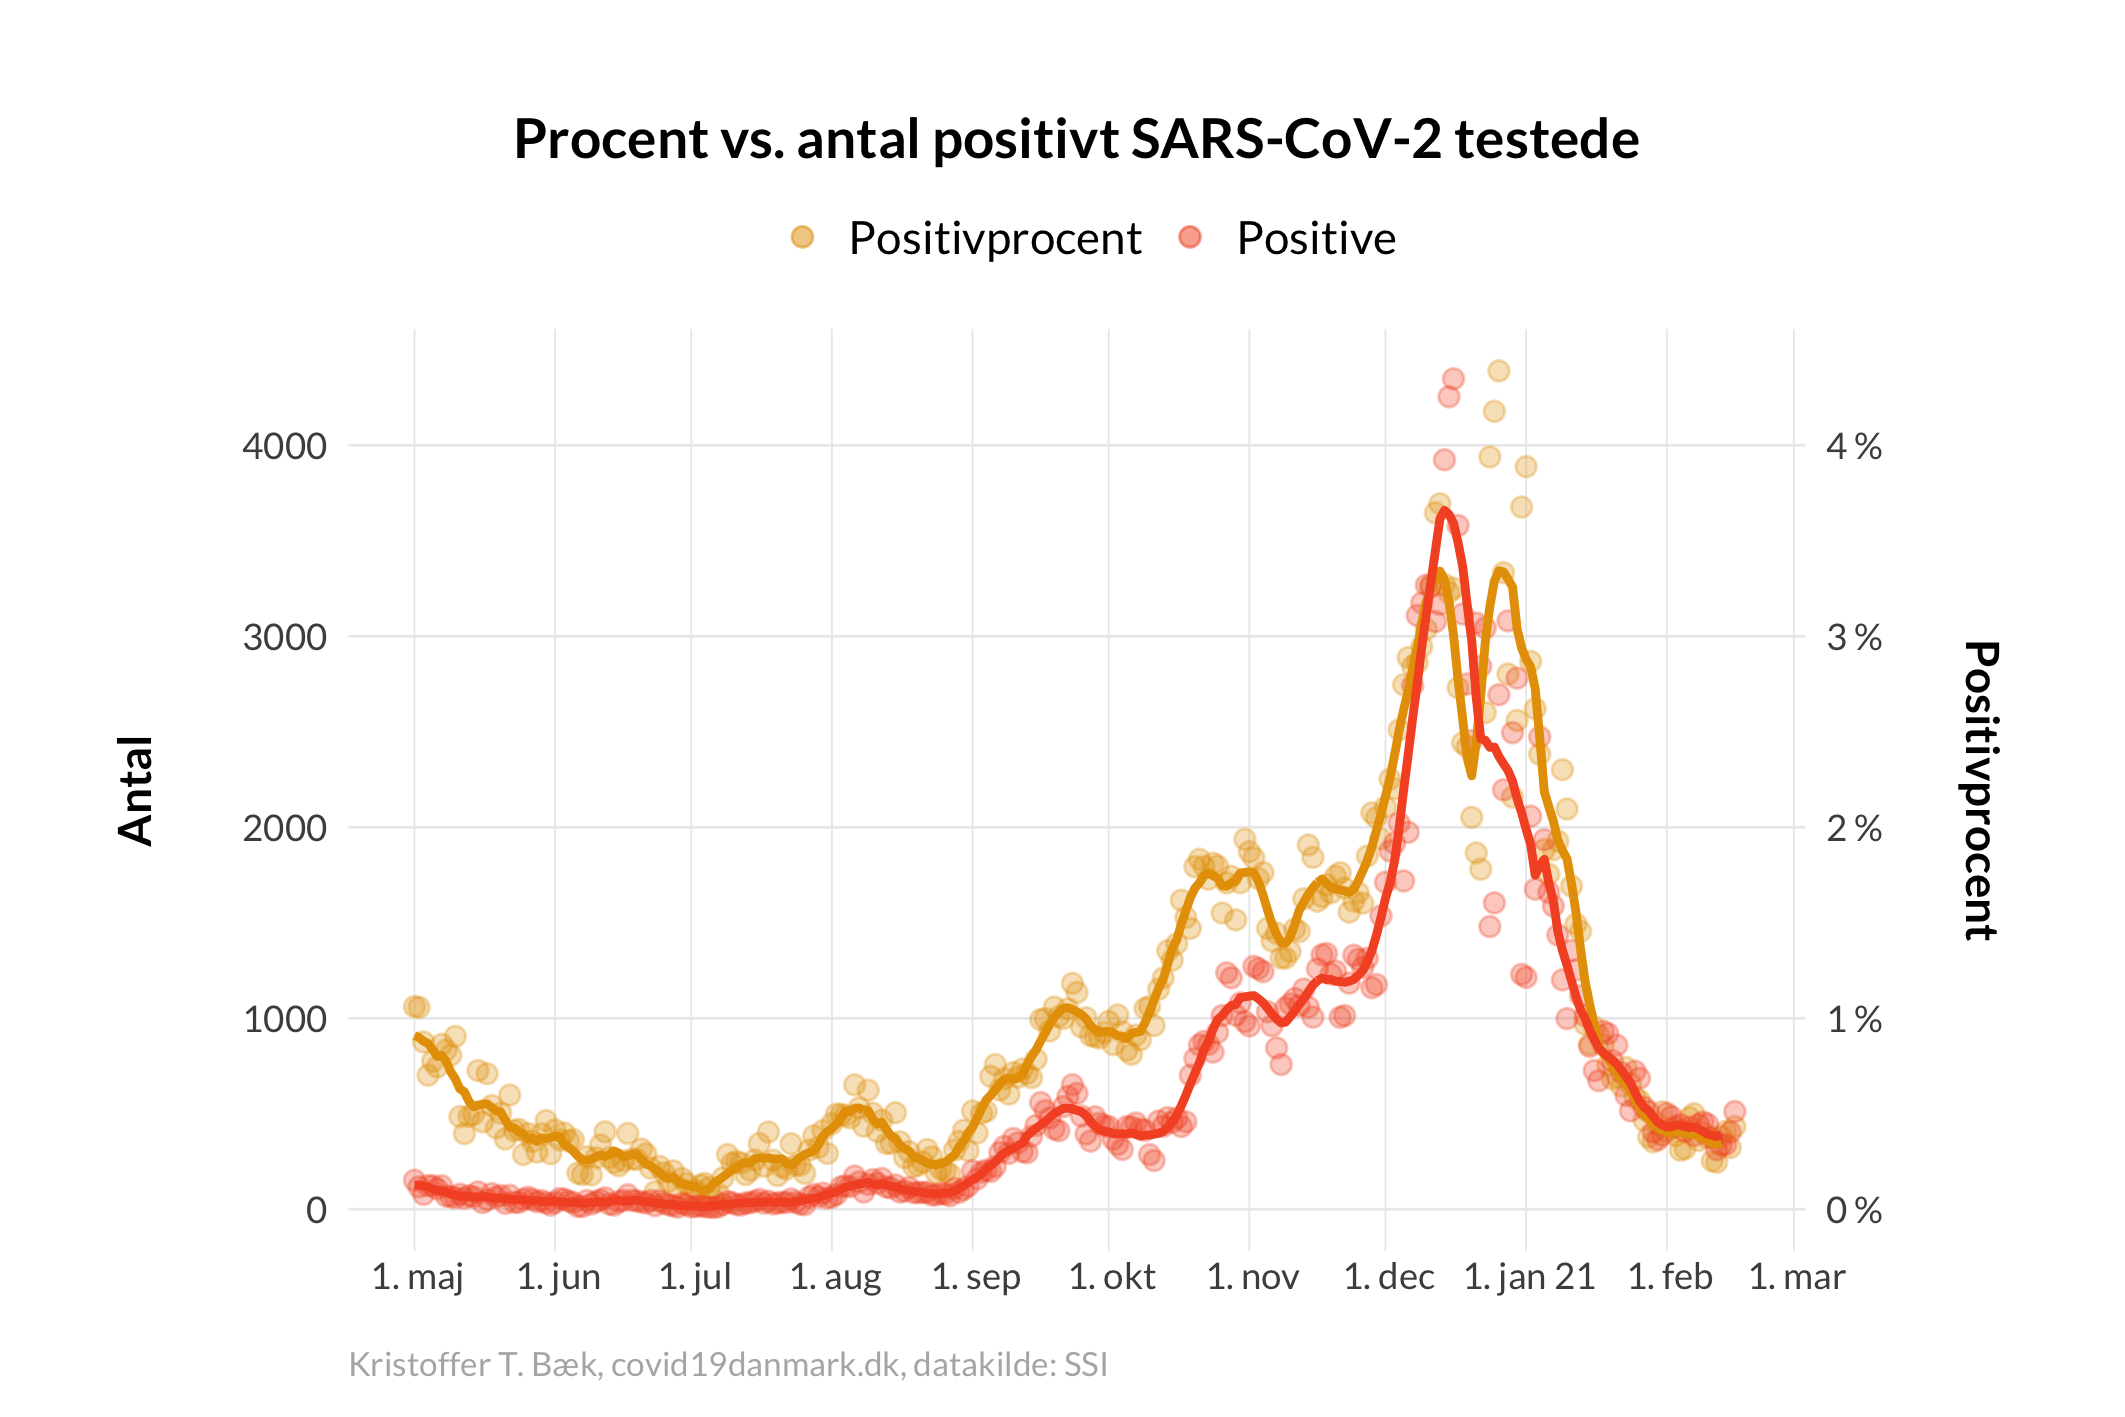 Procent vs. antal positivt SARS-CoV-2 testede
Positivprocent Positive
Antal
4000
3000
2000
1000
0
4 %
3 %
2 %
1 %
0 %
Positivprocent
1. maj 1. jun 1. jul 1. aug 1. sep 1. okt 1. nov 1. dec 1. jan 21 1. feb 1. mar
Kristoffer T. Bæk, covid19danmark.dk, datakilde: SSI